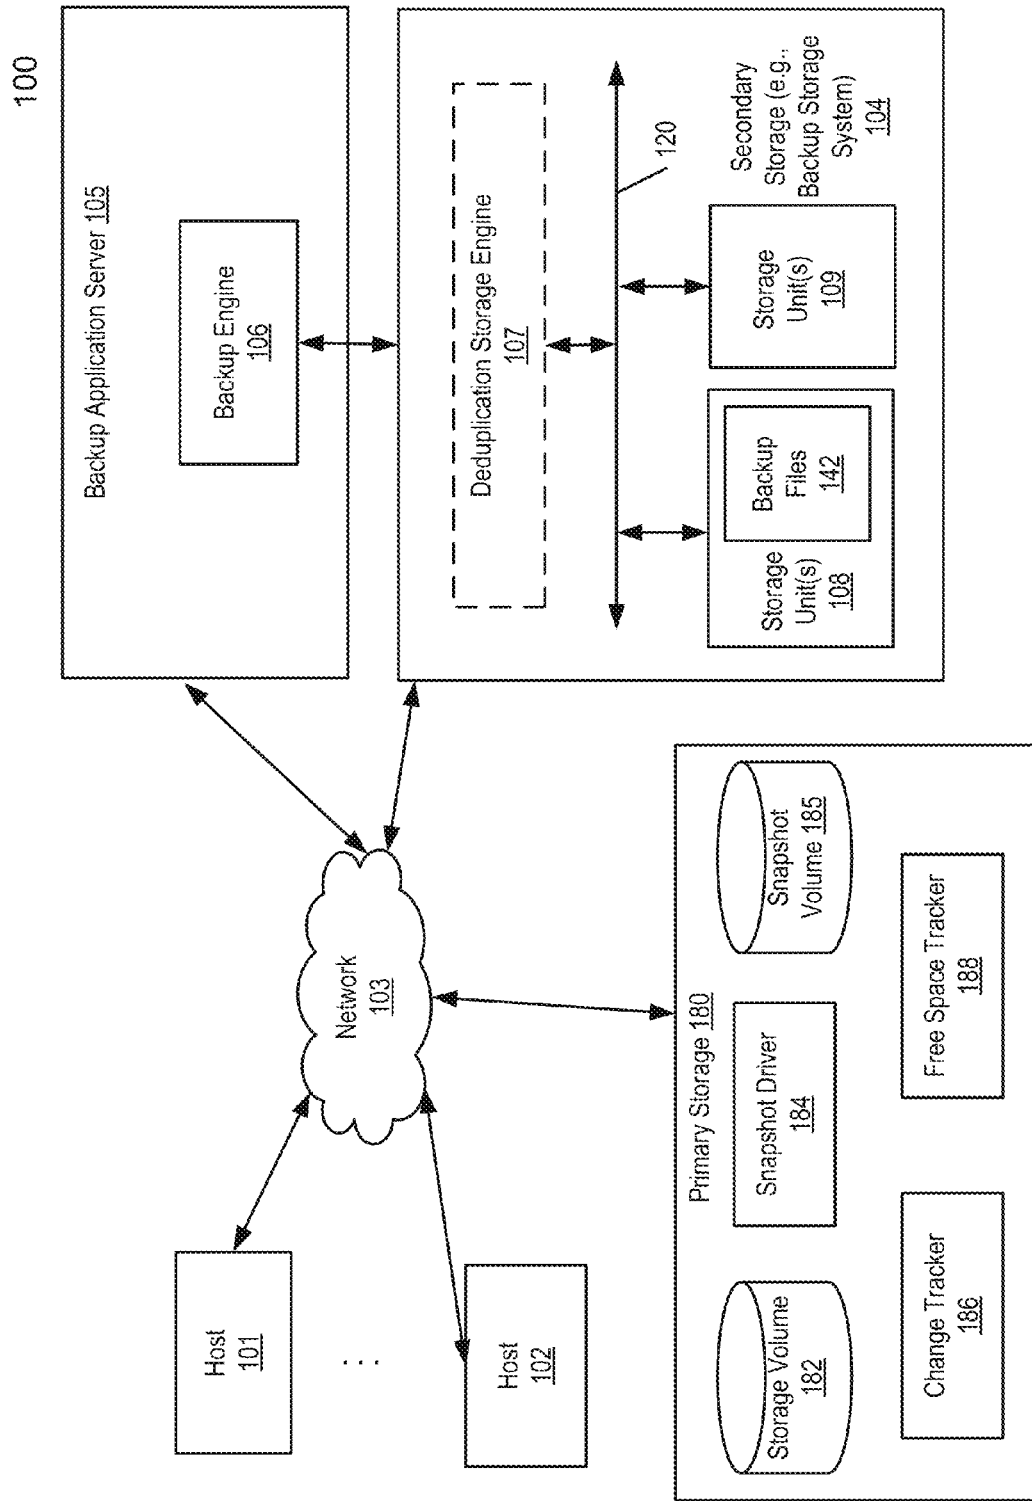 100
Host
101
. . .
Host
102
Network
103
Backup Application Server 105
Backup Engine
106
Deduplication Storage Engine
107
120
Storage
Unit(s)
108
Backup
Files
142
Storage
Unit(s)
109
Secondary
Storage (e.g.,
Backup Storage
System)
104
Primary Storage 180
Storage Volume
182
Snapshot Driver
184
Snapshot
Volume 185
Change Tracker
186
Free Space Tracker
188